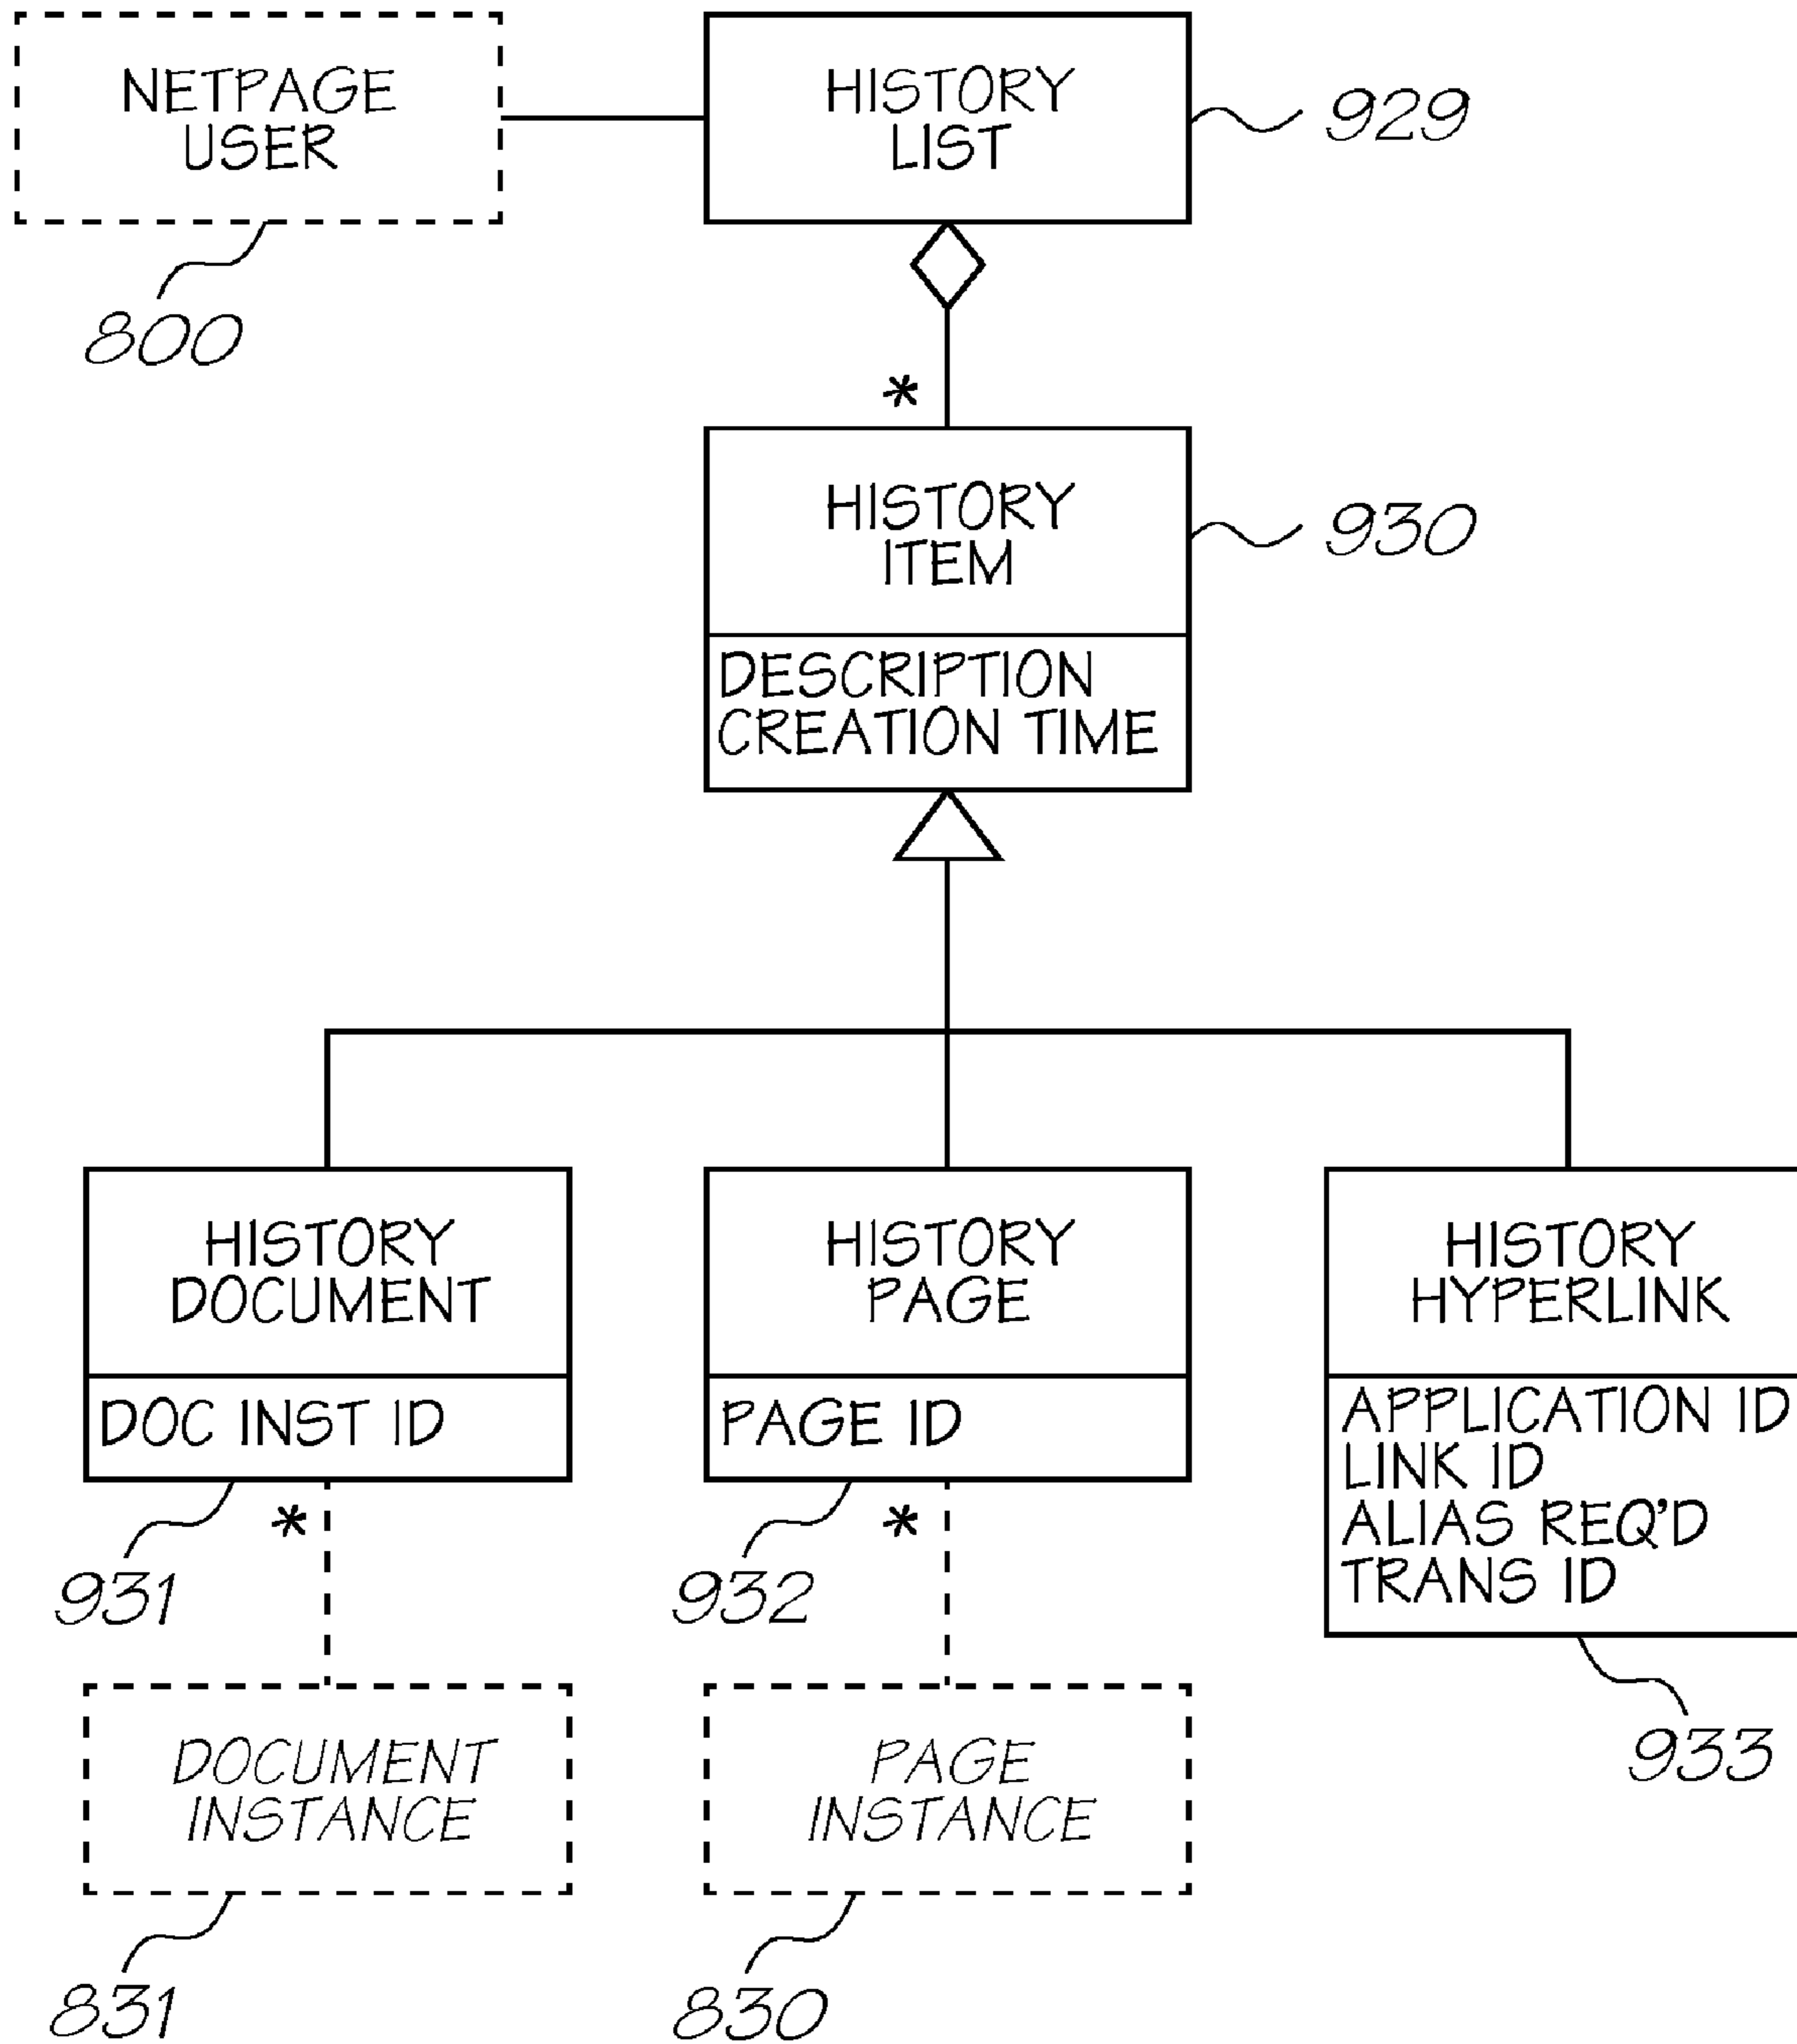 NETPAGE
USER
HISTORY
LIST
929
800
*
HISTORY
ITEM
930
DESCRIPTION
CREATION TIME
HISTORY
DOCUMENT
DOC INST ID
HISTORY
PAGE
PAGE ID
HISTORY
HYPERLINK
APPLICATION ID
LINK ID
ALIAS REQ'D
TRANS ID
*
*
931
932
933
DOCUMENT
INSTANCE
PAGE
INSTANCE
831
830